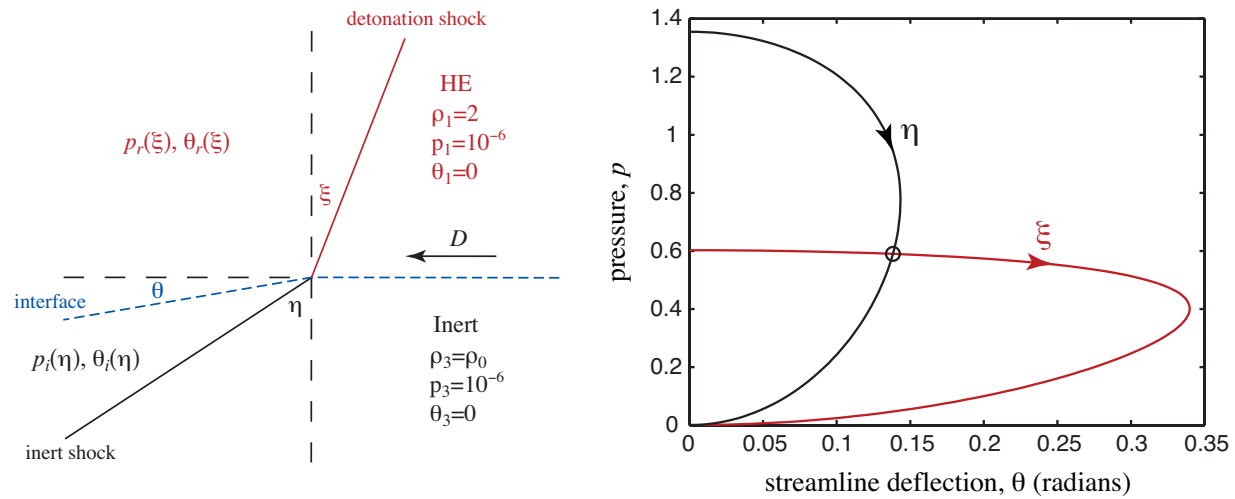 detonation shock
HE
ρ₁=2
p₁=10⁻⁶
θ₁=0
pᵣ(ξ), θᵣ(ξ)
ξ
D
interface
θ
η
Inert
ρ₃=ρ₀
p₃=10⁻⁶
θ₃=0
pᵢ(η), θᵢ(η)
inert shock
1.4
1.2
1
0.8
0.6
0.4
0.2
0
pressure, p
η
ξ
0 0.05 0.1 0.15 0.2 0.25 0.3 0.35
streamline deflection, θ (radians)